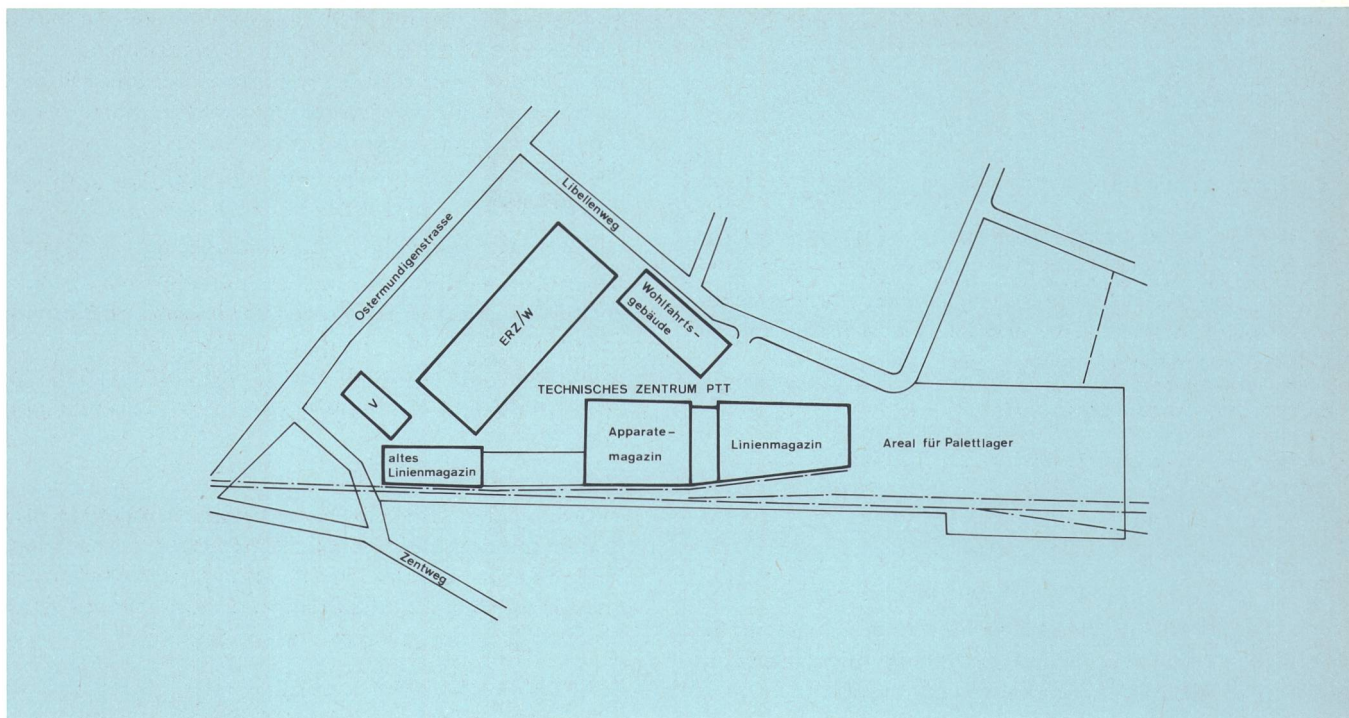 Libellenweg
Ostermundigenstrasse
Wohlfahrts-
gebäude
ERZ/W
TECHNISCHES ZENTRUM PTT
V
Apparate-
magazin
Linienmagazin
Areal für Palettlager
altes
Linienmagazin
Zentweg